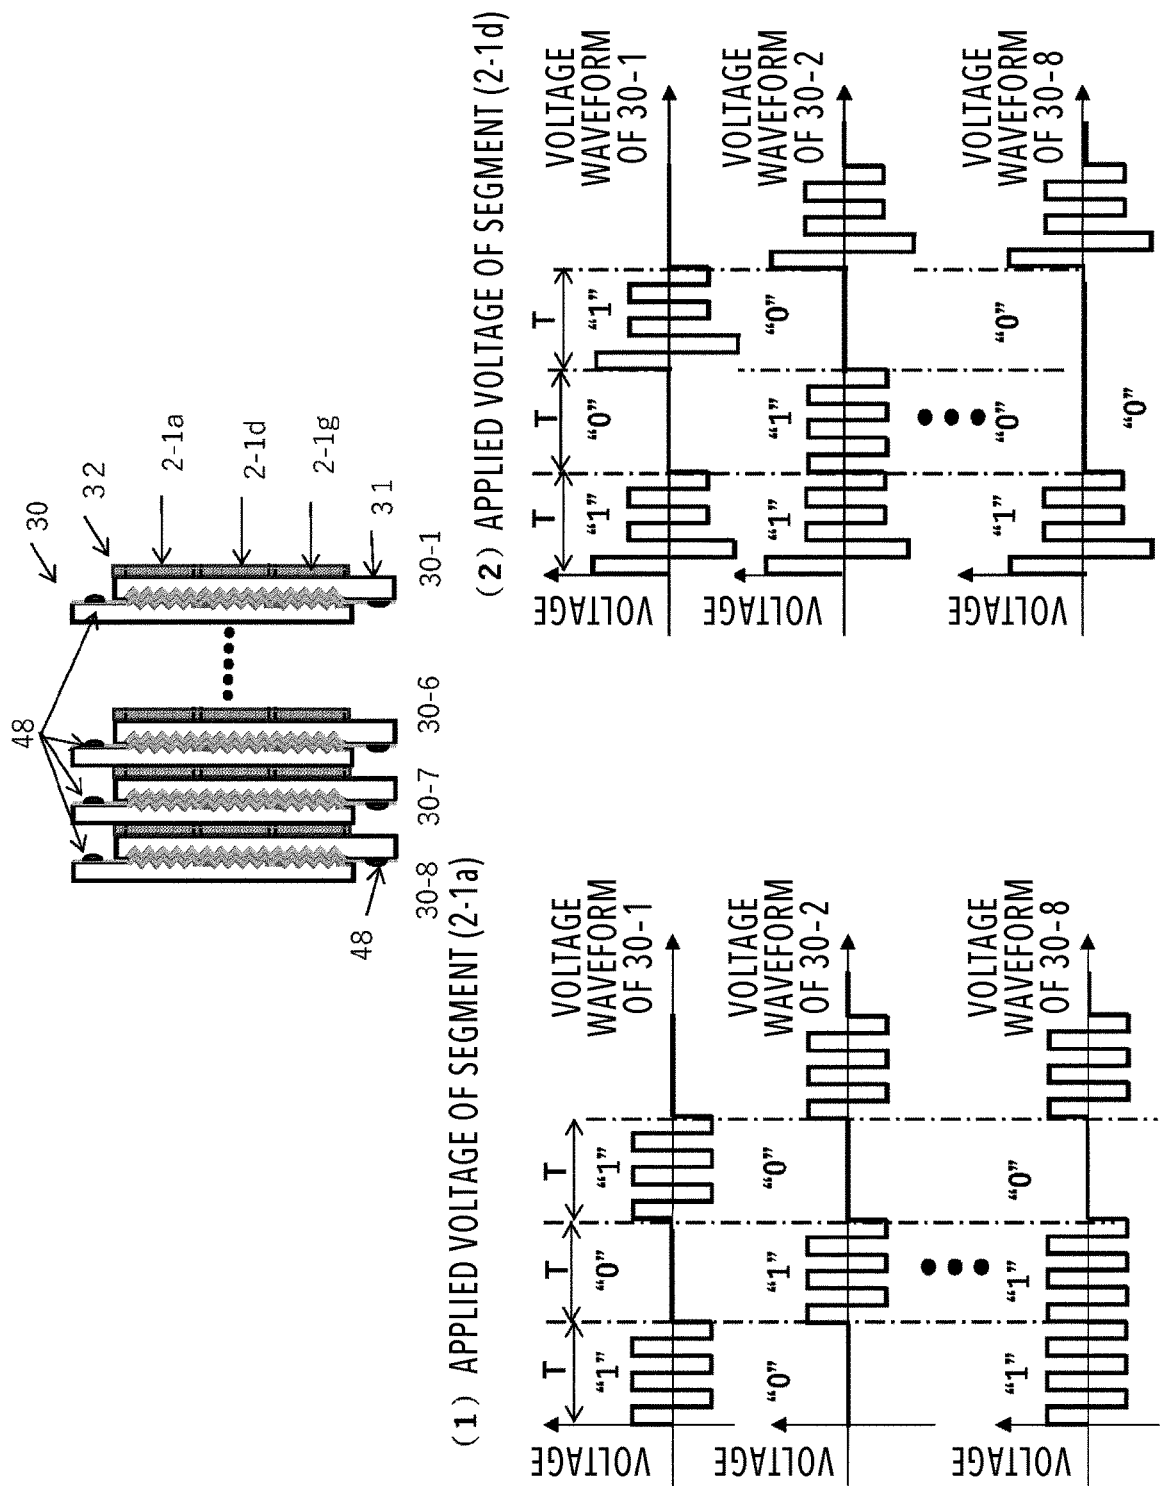 30
32
2-1a
2-1d
2-1g
31
48
48
30-8
30-7
30-6
30-1
(1) APPLIED VOLTAGE OF SEGMENT (2-1a)
VOLTAGE
T
T
T
“1”
“0”
“1”
VOLTAGE
WAVEFORM
OF 30-1
VOLTAGE
“0”
“1”
“0”
VOLTAGE
WAVEFORM
OF 30-2
VOLTAGE
“1”
“1”
“0”
VOLTAGE
WAVEFORM
OF 30-8
(2) APPLIED VOLTAGE OF SEGMENT (2-1d)
VOLTAGE
T
T
T
“1”
“0”
“1”
VOLTAGE
WAVEFORM
OF 30-1
VOLTAGE
“1”
“1”
“0”
VOLTAGE
WAVEFORM
OF 30-2
VOLTAGE
“1”
“0”
“0”
“0”
VOLTAGE
WAVEFORM
OF 30-8